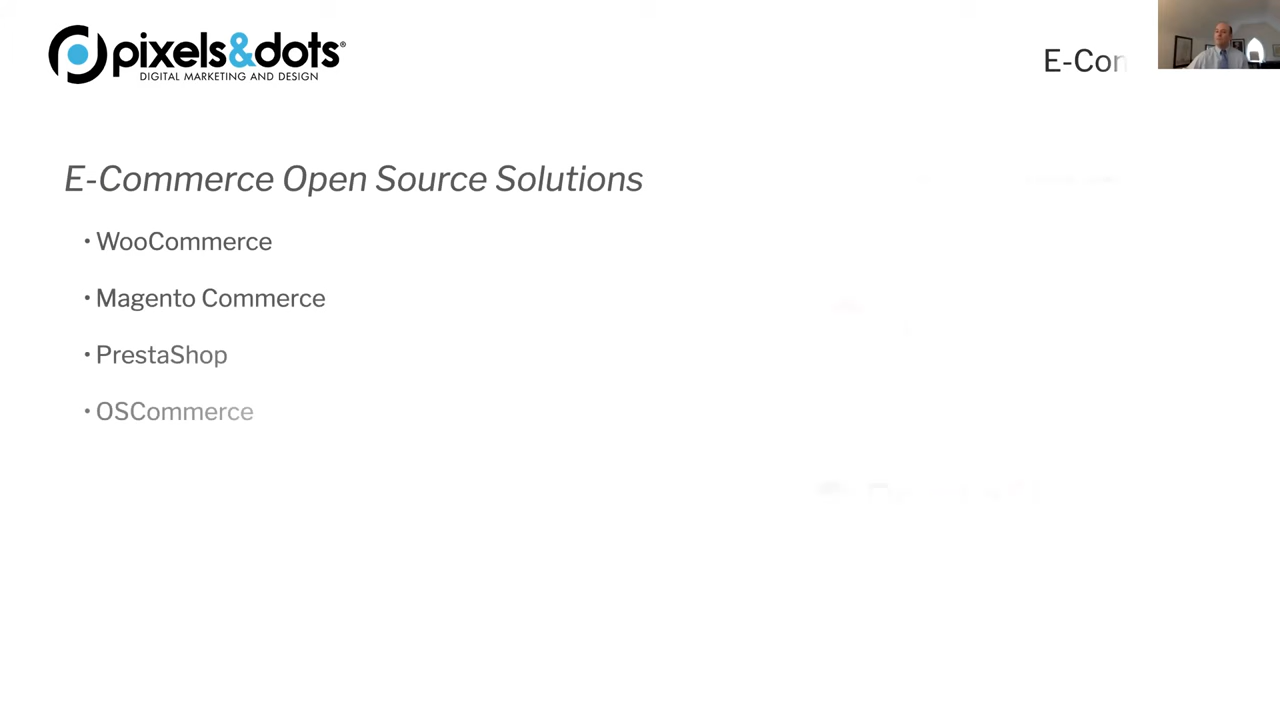 pixels&dots®
DIGITAL MARKETING AND DESIGN
E-Con
E-Commerce Open Source Solutions
• WooCommerce
• Magento Commerce
• PrestaShop
• OSCommerce